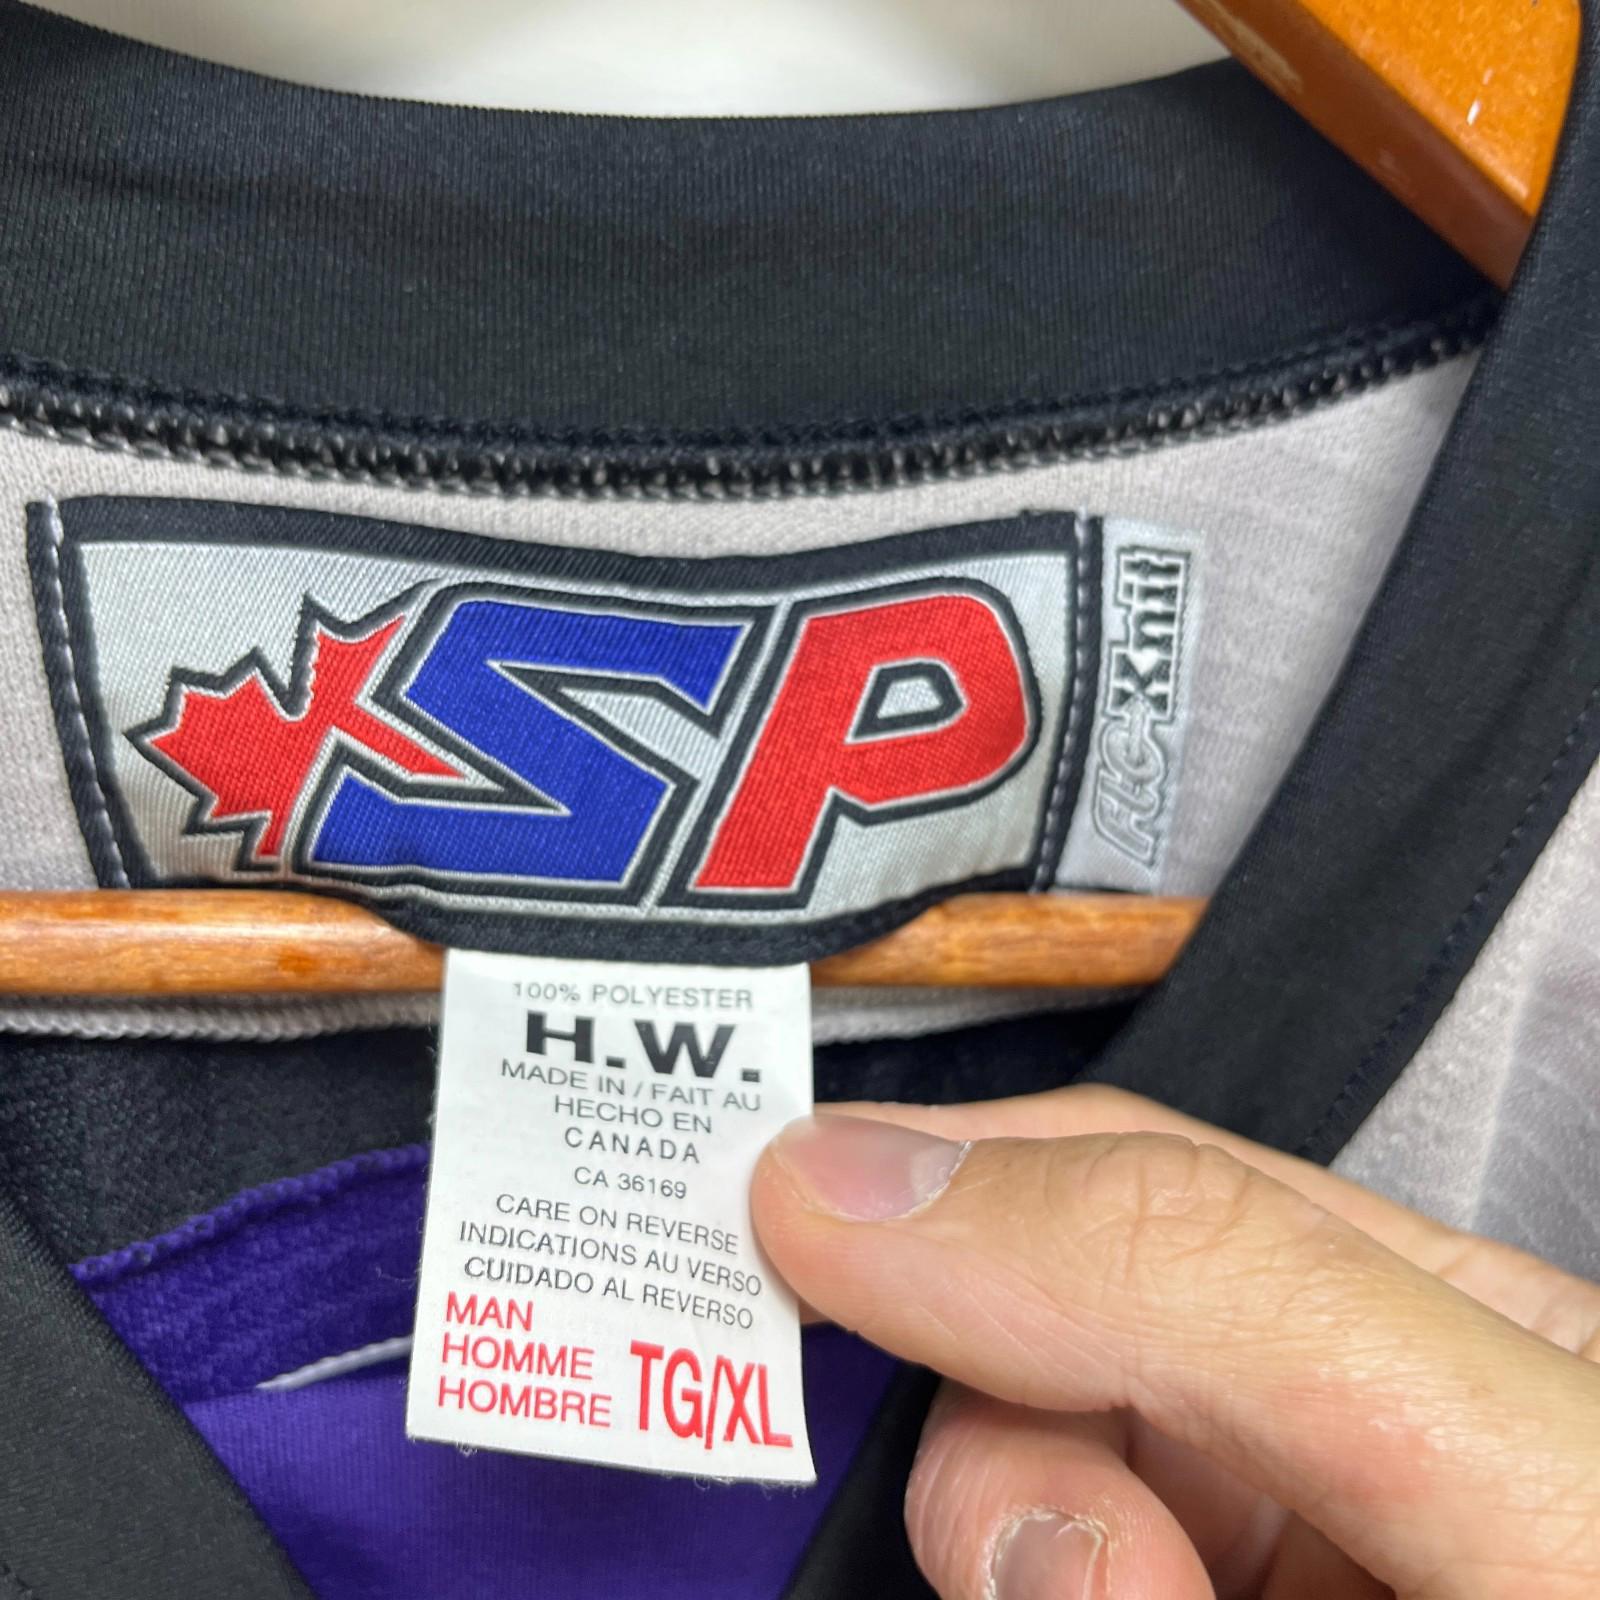 SP
AirKnit
100% POLYESTER
H.W.
MADE IN / FAIT AU
HECHO EN
CANADA
CA 36169
CARE ON REVERSE
INDICATIONS AU VERSO
CUIDADO AL REVERSO
MAN
HOMME
HOMBRE
TG/XL